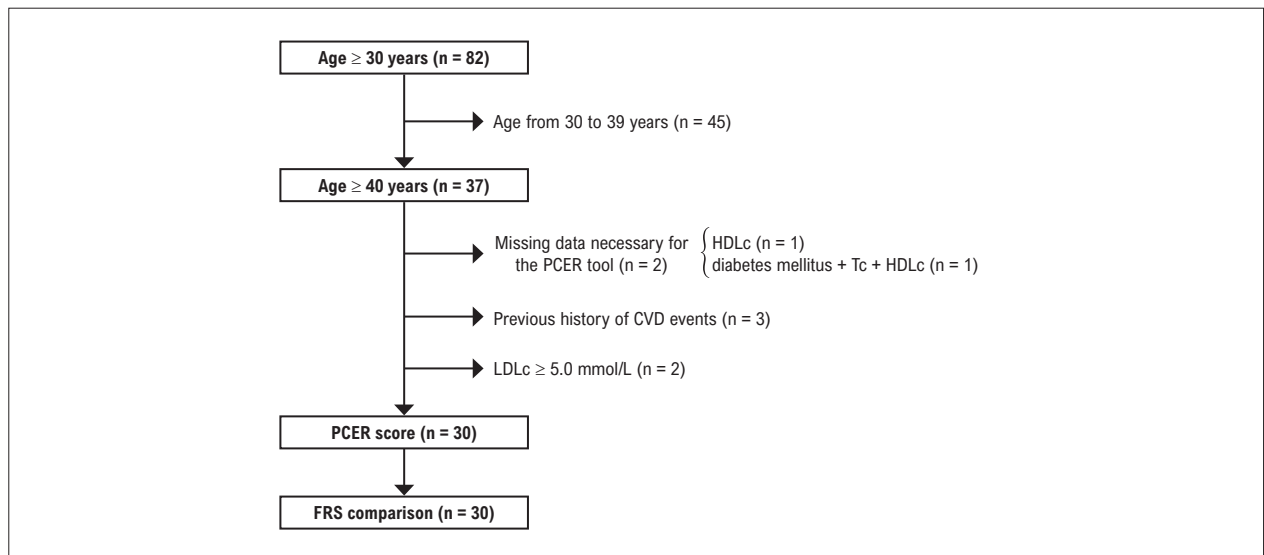 Age ≥ 30 years (n = 82)
Age from 30 to 39 years (n = 45)
Age ≥ 40 years (n = 37)
Missing data necessary for
the PCER tool (n = 2)
HDLc (n = 1)
diabetes mellitus + Tc + HDLc (n = 1)
Previous history of CVD events (n = 3)
LDLc ≥ 5.0 mmol/L (n = 2)
PCER score (n = 30)
FRS comparison (n = 30)